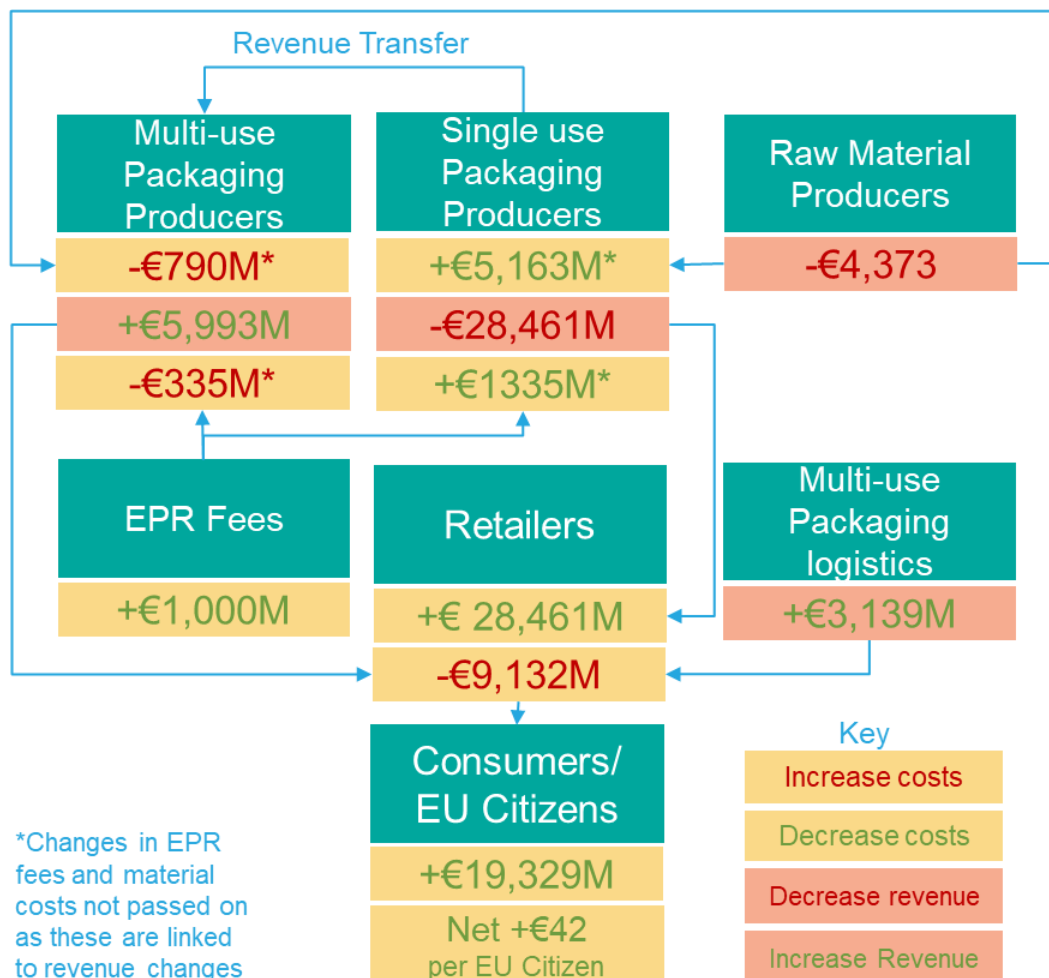 Revenue Transfer
Multi-use
Packaging
Producers
-€790M*
+€5,993M
-€335M*
Single use
Packaging
Producers
+€5,163M*
-€28,461M
+€1335M*
Raw Material
Producers
-€4,373
EPR Fees
+€1,000M
Retailers
+€ 28,461M
-€9,132M
Multi-use
Packaging
logistics
+€3,139M
Consumers/
EU Citizens
+€19,329M
Net +€42
per EU Citizen
Key
Increase costs
Decrease costs
Decrease revenue
Increase Revenue
*Changes in EPR
fees and material
costs not passed on
as these are linked
to revenue changes